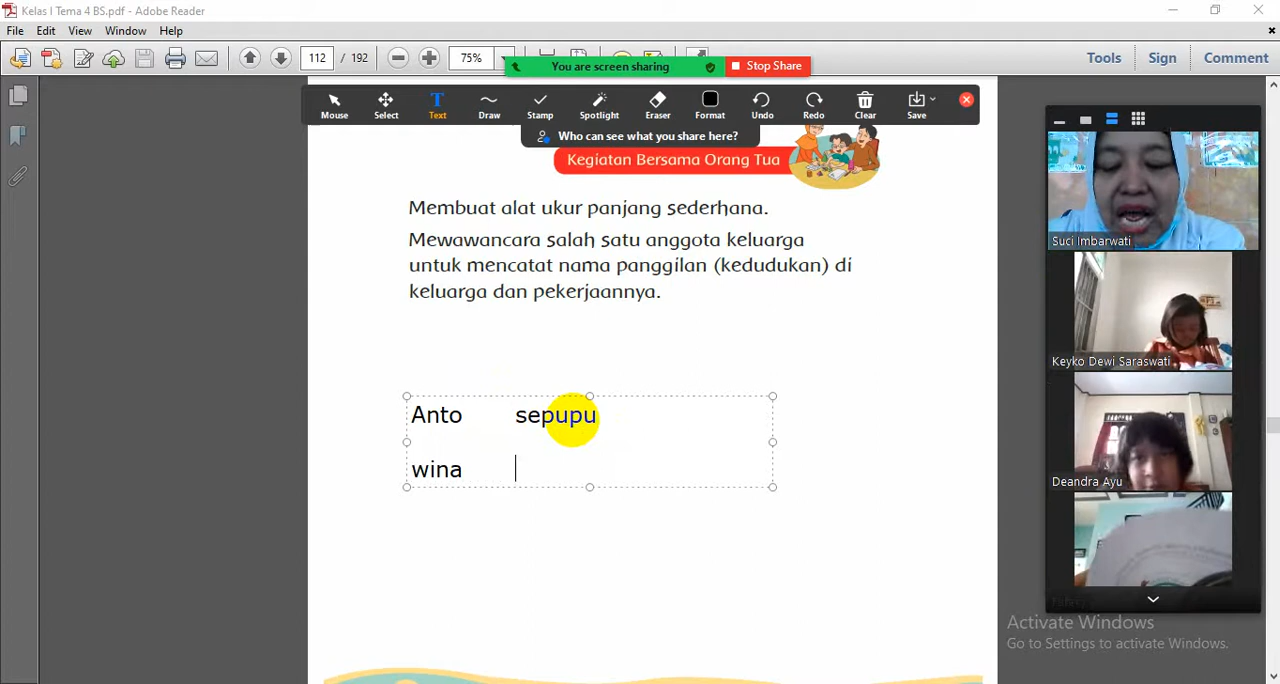 Kelas I Tema 4 BS.pdf - Adobe Reader
File Edit View Window Help
112 / 192 75% Tools Sign Comment
You are screen sharing Stop Share
Mouse Select Text Draw Stamp Spotlight Eraser Format Undo Redo Clear Save
Who can see what you share here?
Kegiatan Bersama Orang Tua
Membuat alat ukur panjang sederhana.
Mewawancara salah satu anggota keluarga
untuk mencatat nama panggilan (kedudukan) di
keluarga dan pekerjaannya.
Anto sepupu
wina
Suci Imbarwati
Keyko Dewi Saraswati
Deandra Ayu
Activate Windows
Go to Settings to activate Windows.